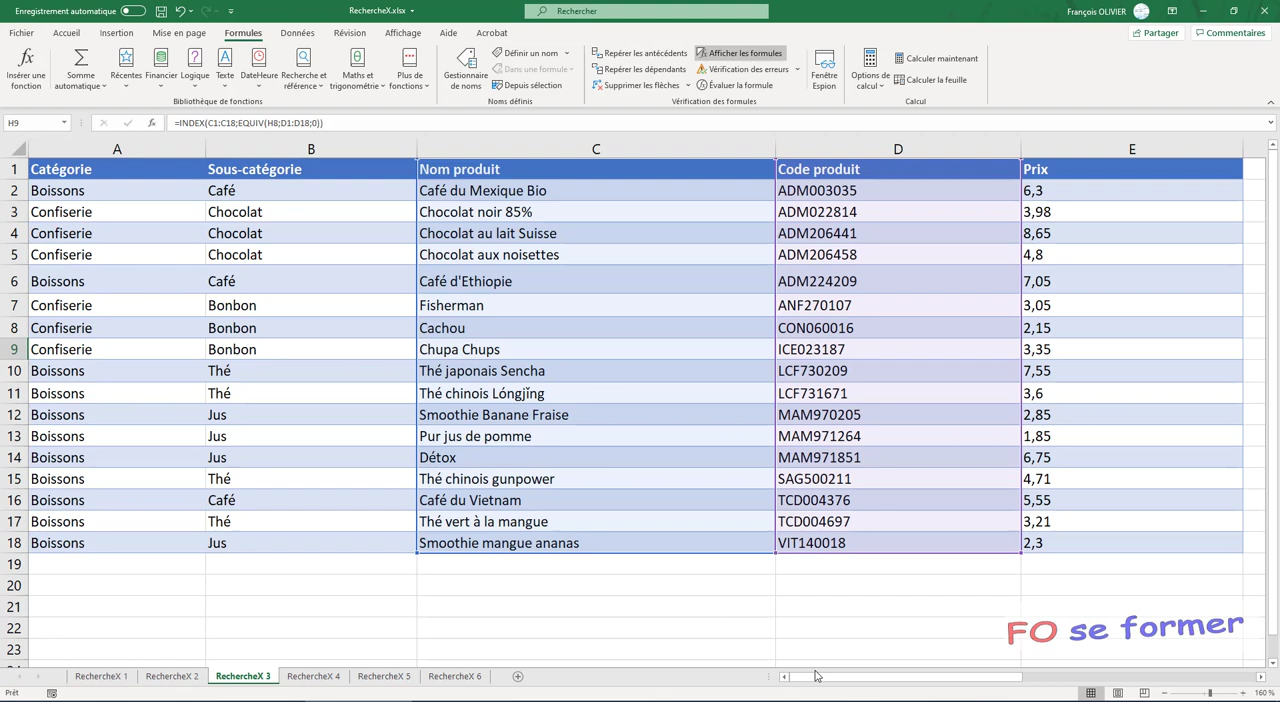 Enregistrement automatique
RechercheX.xlsx
Rechercher
François OLIVIER
Fichier Accueil Insertion Mise en page Formules Données Révision Affichage Aide Acrobat Partager Commentaires
Insérer une fonction
Somme automatique
Récentes
Financier
Logique
Texte
DateHeure
Recherche et référence
Maths et trigonométrie
Plus de fonctions
Bibliothèque de fonctions
Gestionnaire de noms
Définir un nom
Dans une formule
Depuis sélection
Noms définis
Repérer les antécédents
Repérer les dépendants
Supprimer les flèches
Afficher les formules
Vérification des erreurs
Évaluer la formule
Vérification des formules
Fenêtre Espion
Options de calcul
Calculer maintenant
Calculer la feuille
Calcul
H9 fx =INDEX(C1:C18;EQUIV(H8;D1:D18;0))
A B C D E
1 Catégorie Sous-catégorie Nom produit Code produit Prix
2 Boissons Café Café du Mexique Bio ADM003035 6,3
3 Confiserie Chocolat Chocolat noir 85% ADM022814 3,98
4 Confiserie Chocolat Chocolat au lait Suisse ADM206441 8,65
5 Confiserie Chocolat Chocolat aux noisettes ADM206458 4,8
6 Boissons Café Café d'Ethiopie ADM224209 7,05
7 Confiserie Bonbon Fisherman ANF270107 3,05
8 Confiserie Bonbon Cachou CON060016 2,15
9 Confiserie Bonbon Chupa Chups ICE023187 3,35
10 Boissons Thé Thé japonais Sencha LCF730209 7,55
11 Boissons Thé Thé chinois Lóngjǐng LCF731671 3,6
12 Boissons Jus Smoothie Banane Fraise MAM970205 2,85
13 Boissons Jus Pur jus de pomme MAM971264 1,85
14 Boissons Jus Détox MAM971851 6,75
15 Boissons Thé Thé chinois gunpower SAG500211 4,71
16 Boissons Café Café du Vietnam TCD004376 5,55
17 Boissons Thé Thé vert à la mangue TCD004697 3,21
18 Boissons Jus Smoothie mangue ananas VIT140018 2,3
19
20
21
22
23
FO se former
RechercheX 1 RechercheX 2 RechercheX 3 RechercheX 4 RechercheX 5 RechercheX 6
Prêt
160 %